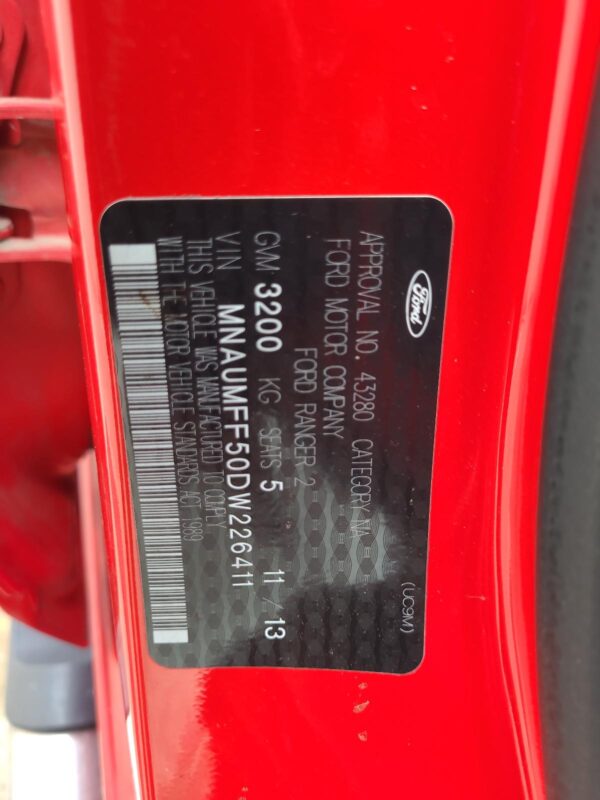 Ford
(UC9M)
APPROVAL NO. 43280 CATEGORY-NA
FORD MOTOR COMPANY
FORD RANGER 2
GVM: 3200 KG SEATS 5 11 / 13
VIN MNAUMFF50DW226411
THIS VEHICLE WAS MANUFACTURED TO COMPLY
WITH THE MOTOR VEHICLE STANDARDS ACT 1989